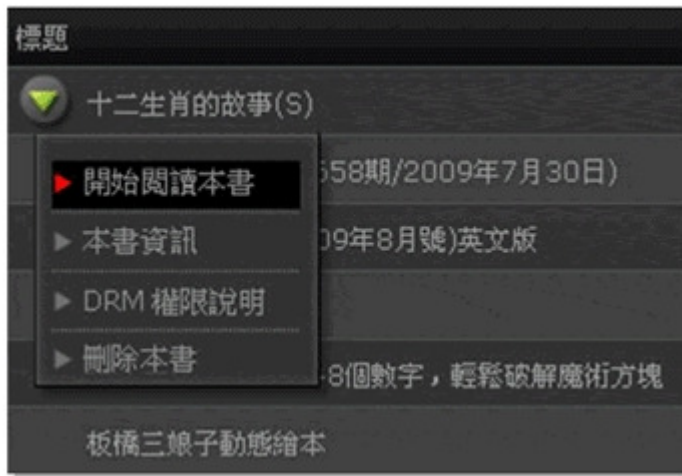 標題
十二生肖的故事(S)
開始閱讀本書
58期/2009年7月30日)
本書資訊
09年8月號)英文版
DRM 權限說明
刪除本書
8個數字，輕鬆破解魔術方塊
板橋三娘子動態繪本